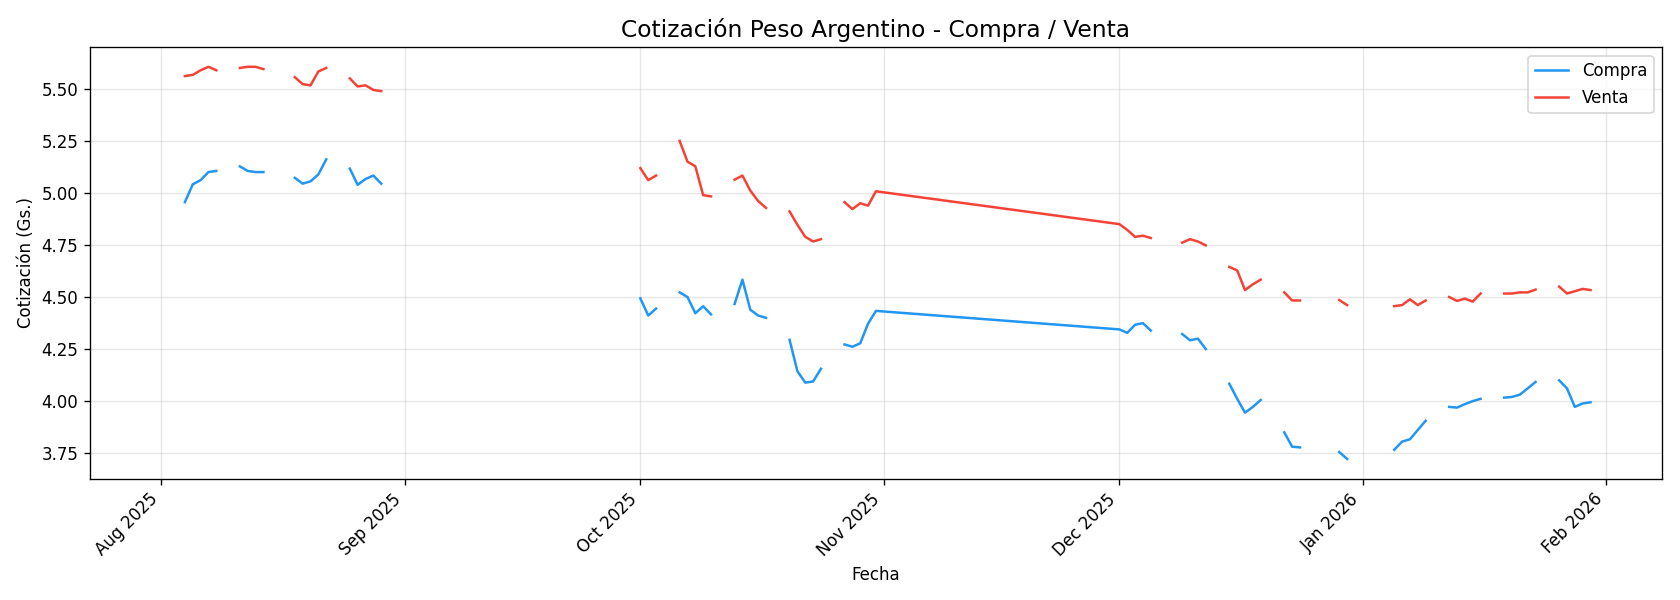 Cotización Peso Argentino - Compra / Venta
Compra
Venta
Cotización (Gs.)
5.50
5.25
5.00
4.75
4.50
4.25
4.00
3.75
Aug 2025
Sep 2025
Oct 2025
Nov 2025
Dec 2025
Jan 2026
Feb 2026
Fecha